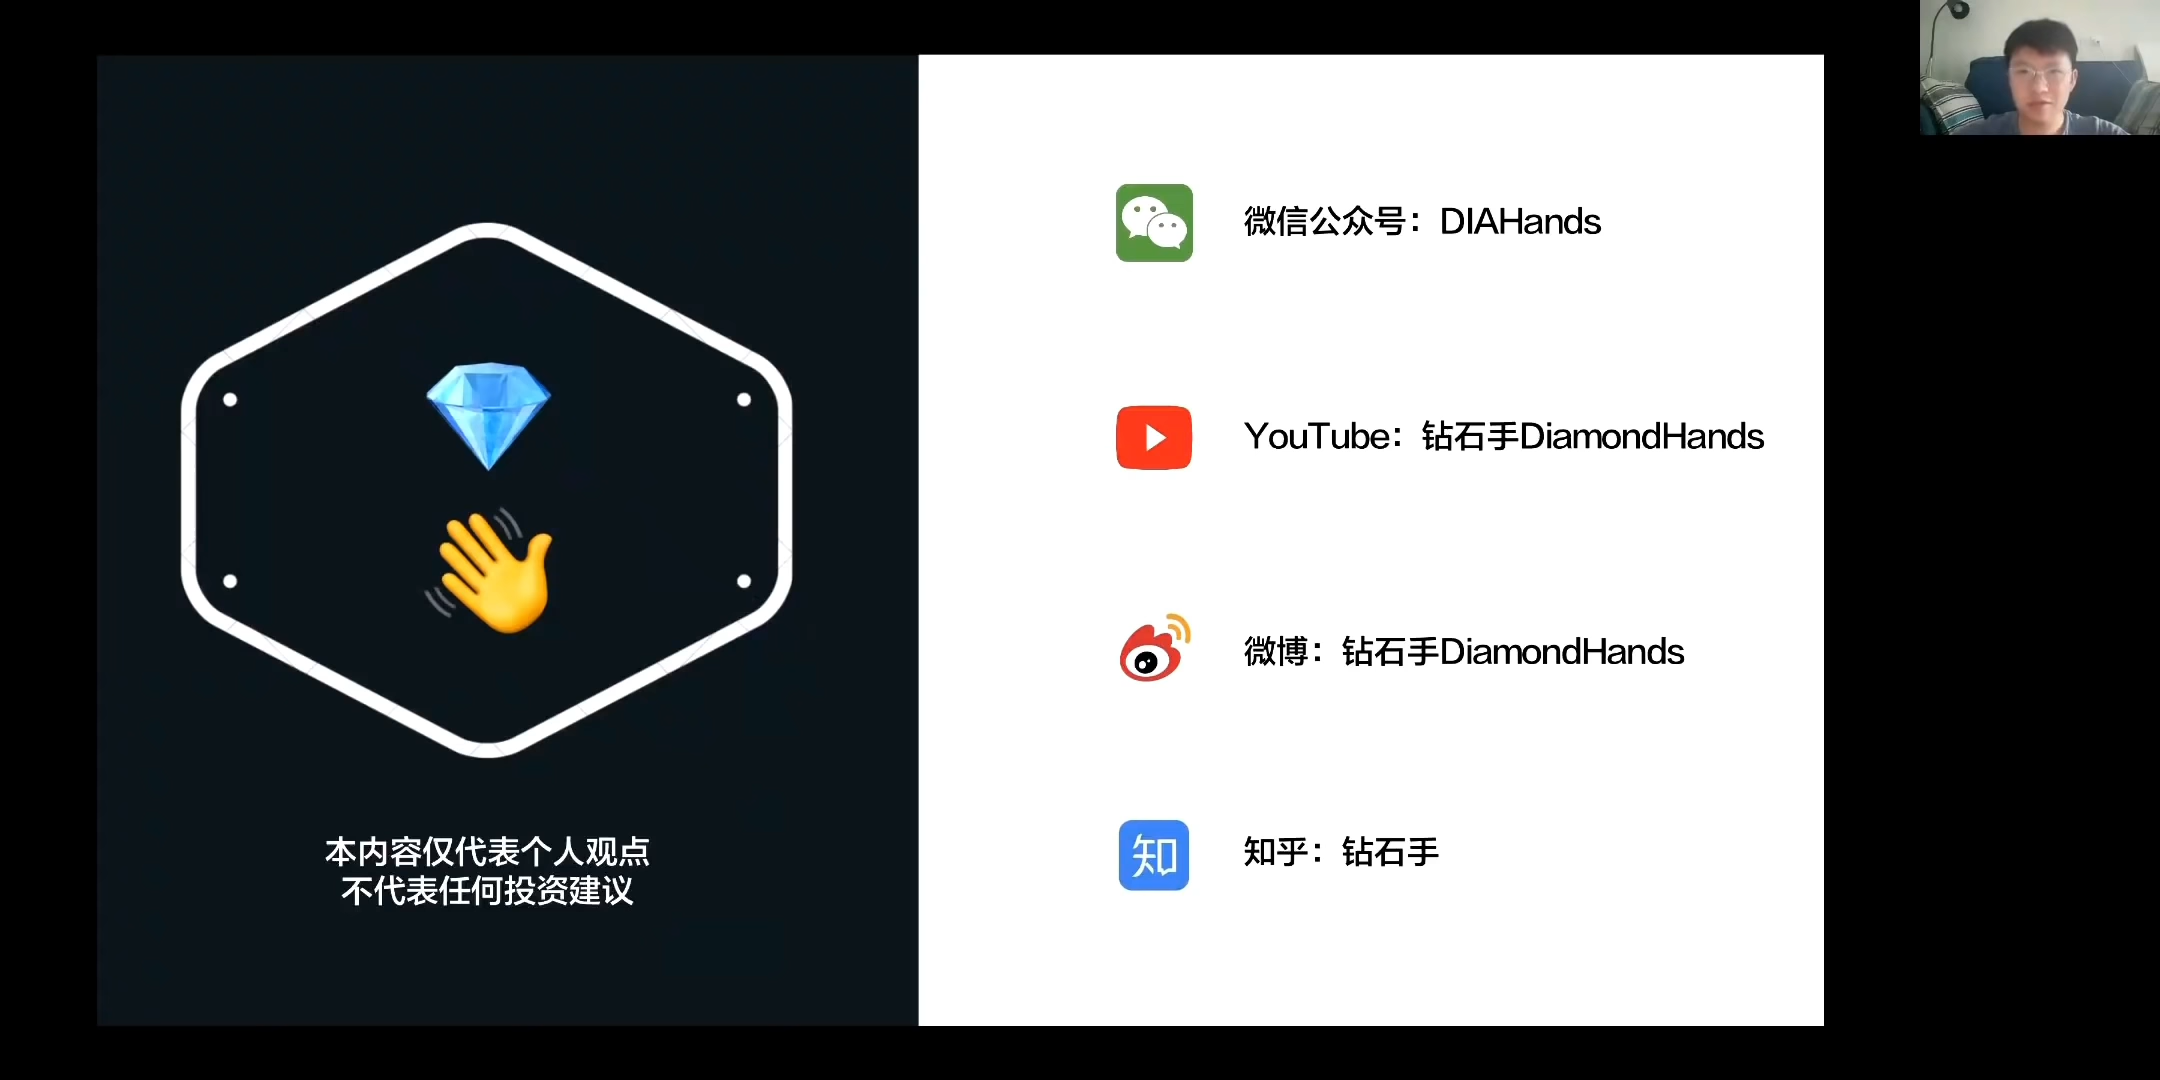 本内容仅代表个人观点
不代表任何投资建议
微信公众号：DIAHands
YouTube：钻石手DiamondHands
微博：钻石手DiamondHands
知
知乎：钻石手